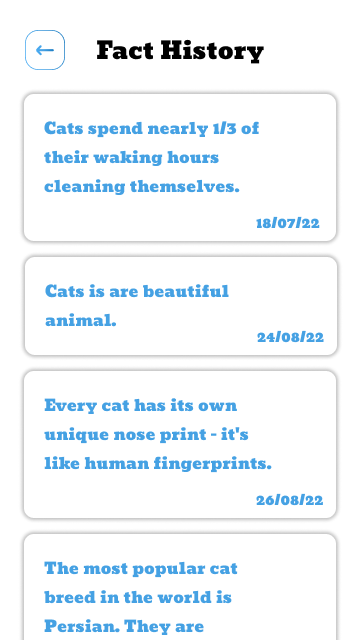 Fact History
Cats spend nearly 1/3 of
their waking hours
cleaning themselves.
18/07/22
Cats is are beautiful
animal.
24/08/22
Every cat has its own
unique nose print - it's
like human fingerprints.
26/08/22
The most popular cat
breed in the world is
Persian. They are